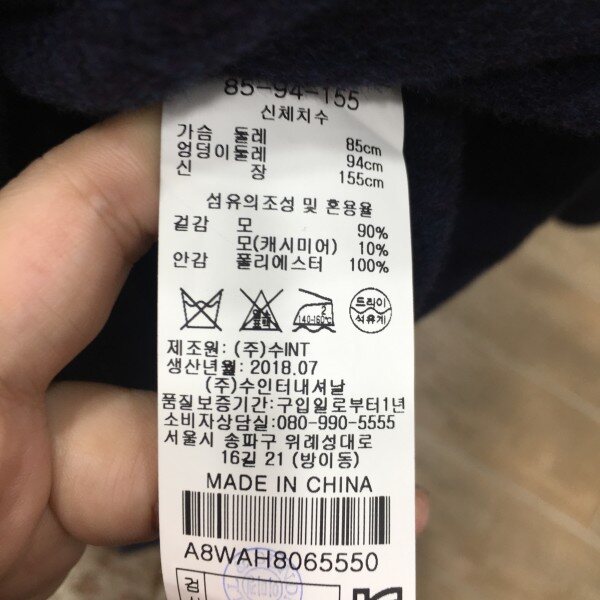 85-94-155
신체치수
가슴 둘레 85cm
엉덩이둘레 94cm
신 장 155cm
섬유의조성 및 혼용율
겉감 모 90%
모(캐시미어) 10%
안감 폴리에스터 100%
염소표백
2
140-160℃
드라이
석유계
제조원: (주)수INT
생산년월: 2018.07
(주)수인터내셔날
품질보증기간:구입일로부터1년
소비자상담실:080-990-5555
서울시 송파구 위례성대로
16길 21 (방이동)
MADE IN CHINA
A8WAH8065550
검